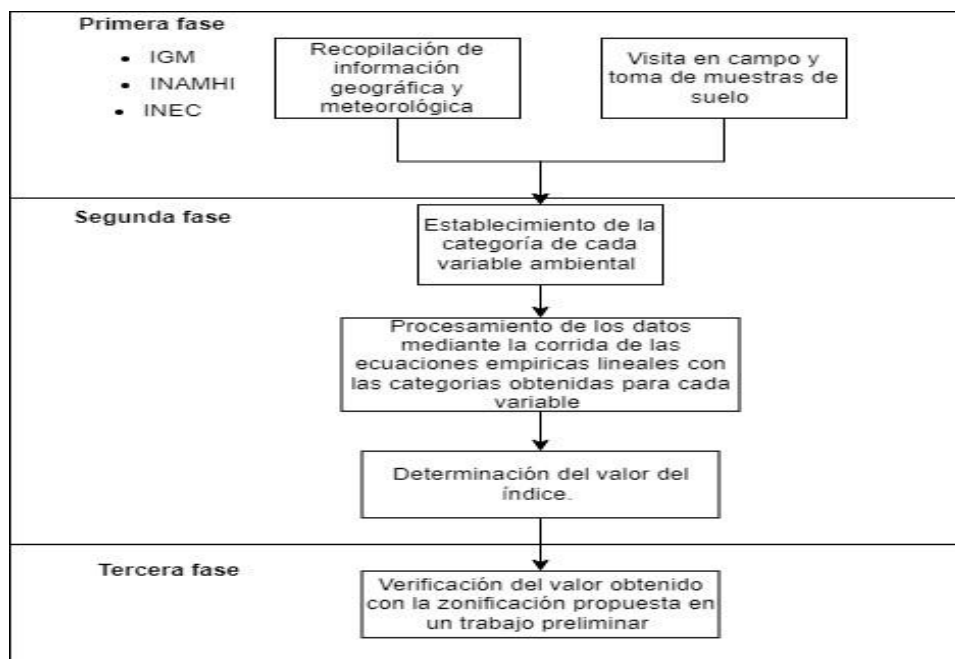 Primera fase
• IGM
• INAMHI
• INEC
Recopilación de
información
geográfica y
meteorológica
Visita en campo y
toma de muestras de
suelo
Segunda fase
Establecimiento de la
categoría de cada
variable ambiental
Procesamiento de los datos
mediante la corrida de las
ecuaciones empiricas lineales con
las categorias obtenidas para cada
variable
Determinación del valor del
índice.
Tercera fase
Verificación del valor obtenido
con la zonificación propuesta en
un trabajo preliminar